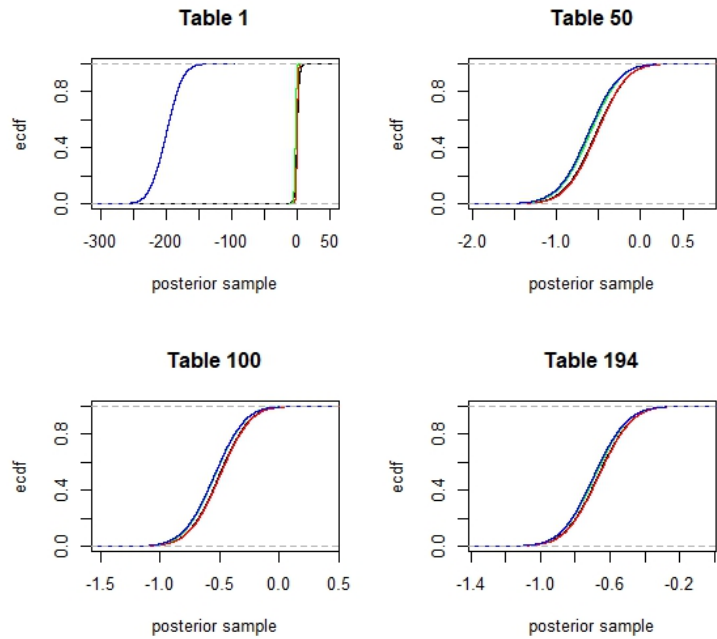 Table 1
ecdf
0.0 0.4 0.8
-300 -200 -100 0 50
posterior sample
Table 50
ecdf
0.0 0.4 0.8
-2.0 -1.0 0.0 0.5
posterior sample
Table 100
ecdf
0.0 0.4 0.8
-1.5 -1.0 -0.5 0.0 0.5
posterior sample
Table 194
ecdf
0.0 0.4 0.8
-1.4 -1.0 -0.6 -0.2
posterior sample